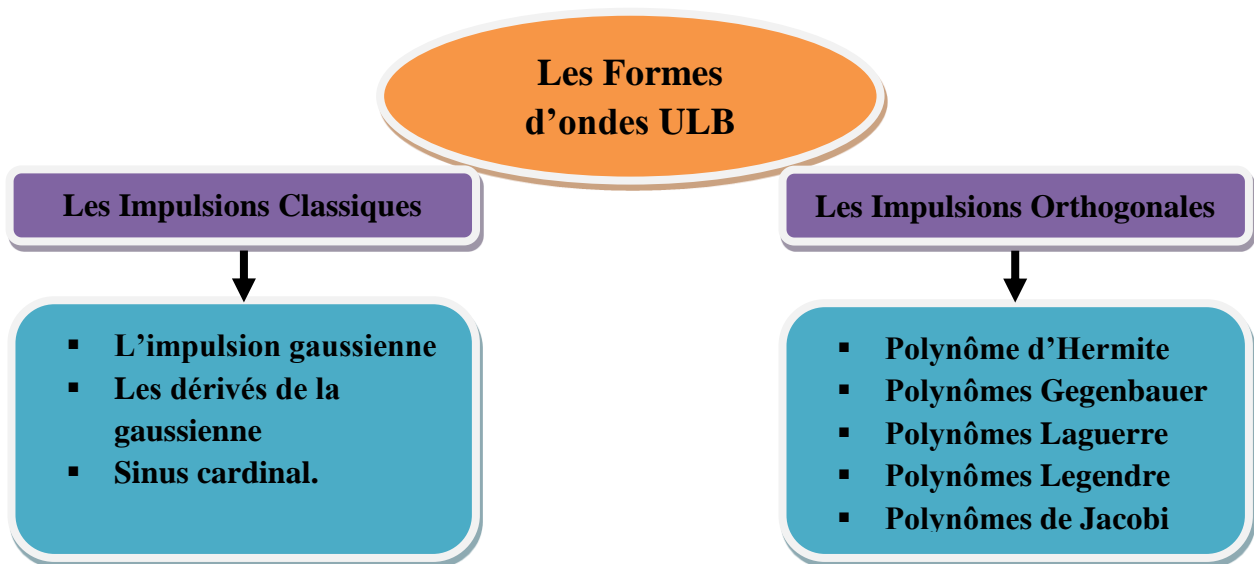 Les Formes
d’ondes ULB
Les Impulsions Classiques
Les Impulsions Orthogonales
▪ L’impulsion gaussienne
▪ Les dérivés de la
gaussienne
▪ Sinus cardinal.
▪ Polynôme d’Hermite
▪ Polynômes Gegenbauer
▪ Polynômes Laguerre
▪ Polynômes Legendre
▪ Polynômes de Jacobi